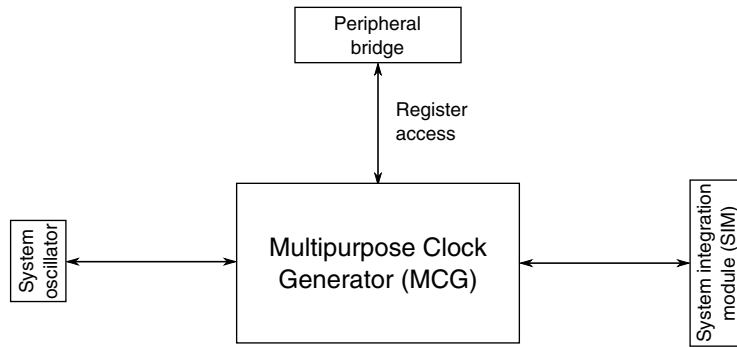 Peripheral
bridge
Register
access
System
oscillator
Multipurpose Clock
Generator (MCG)
System integration
module (SIM)